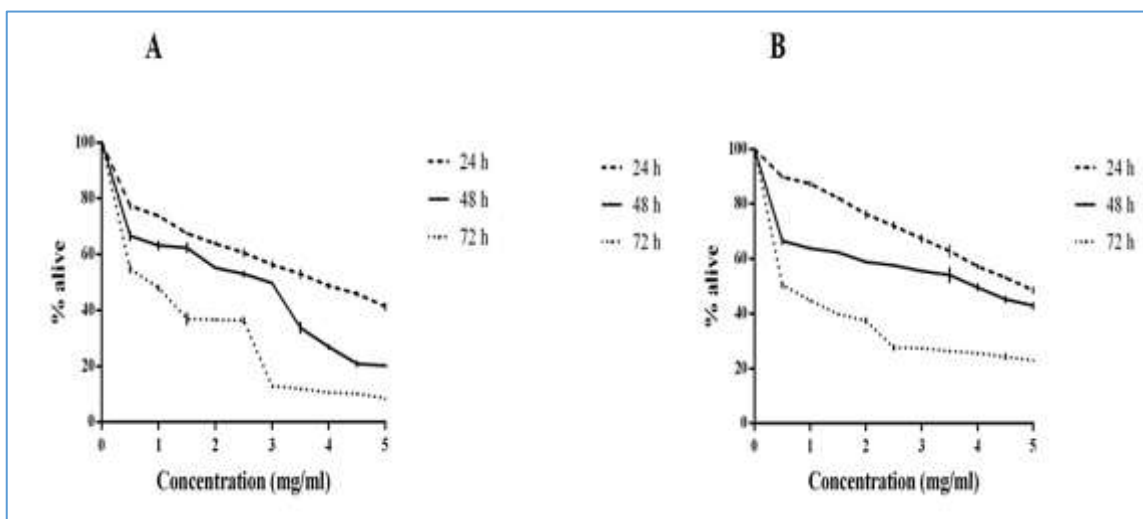 A
100
80
60
40
20
0
% alive
0 1 2 3 4 5
Concentration (mg/ml)
24 h
48 h
72 h
24 h
48 h
72 h
B
100
80
60
40
20
0
% alive
0 1 2 3 4 5
Concentration (mg/ml)
24 h
48 h
72 h